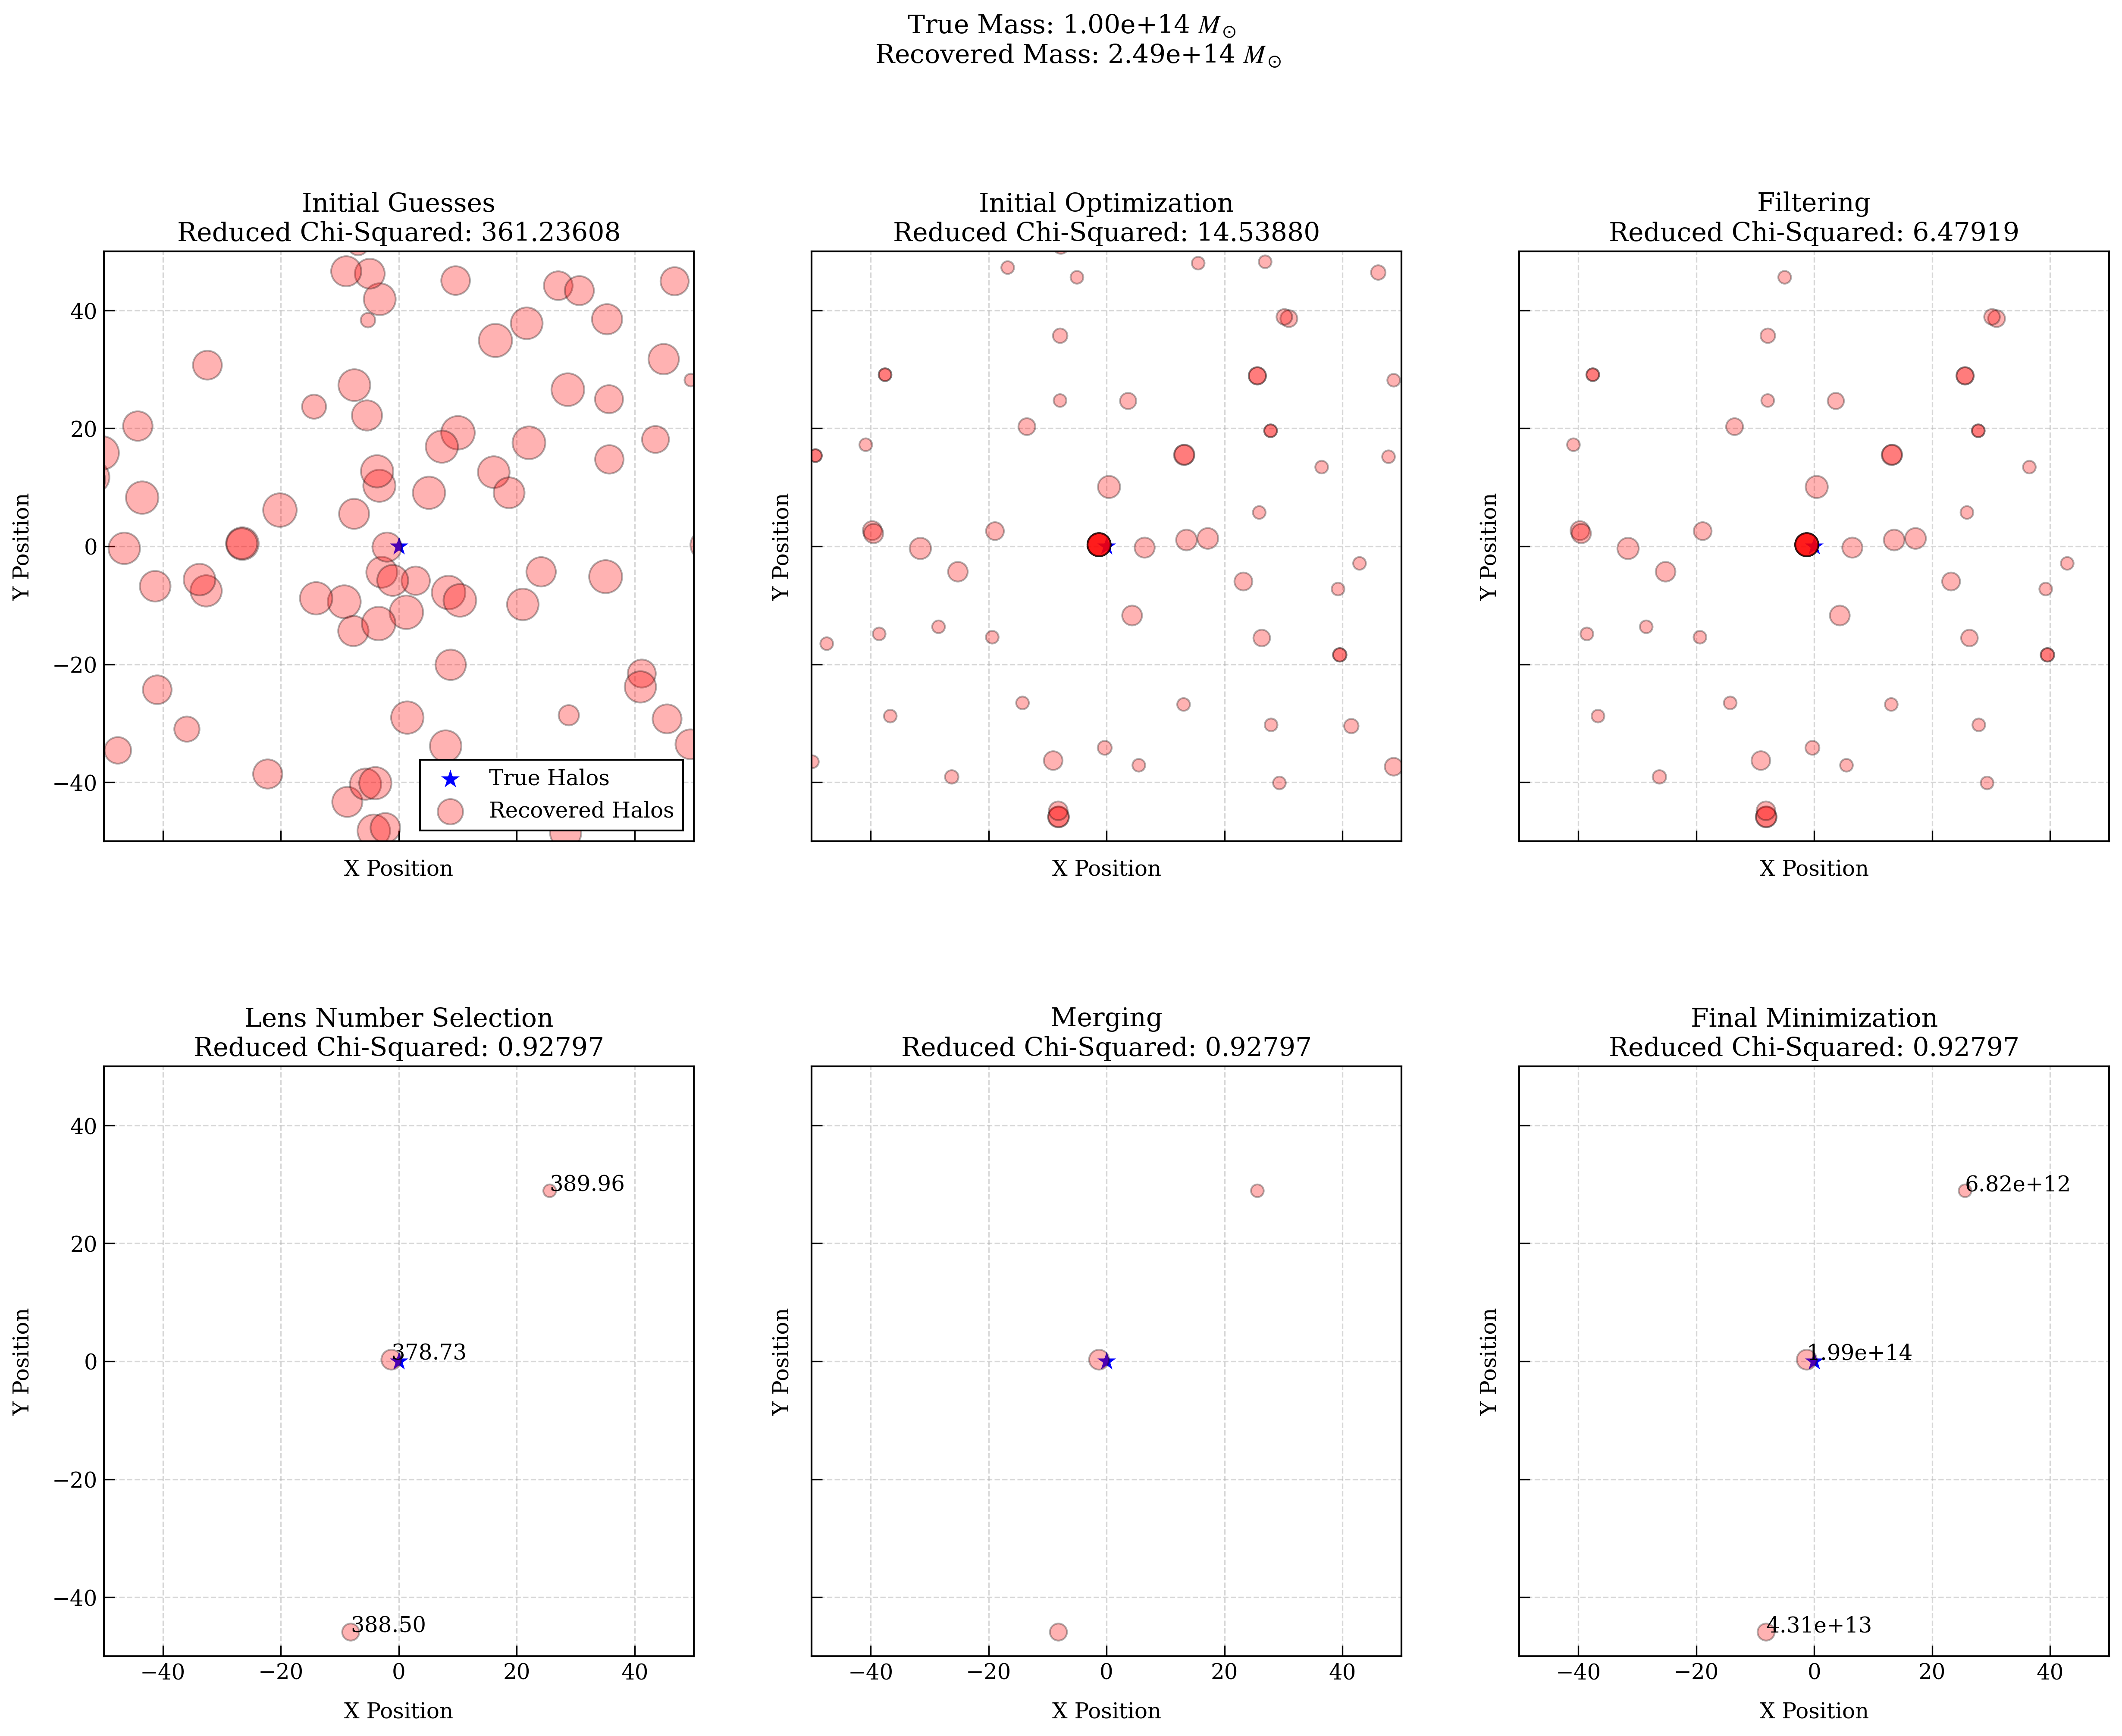 True Mass: 1.00e+14 M⊙
Recovered Mass: 2.49e+14 M⊙
Initial Guesses
Reduced Chi-Squared: 361.23608
Initial Optimization
Reduced Chi-Squared: 14.53880
Filtering
Reduced Chi-Squared: 6.47919
Y Position
40
20
0
−20
−40
True Halos
Recovered Halos
X Position
Y Position
X Position
Y Position
X Position
Lens Number Selection
Reduced Chi-Squared: 0.92797
Merging
Reduced Chi-Squared: 0.92797
Final Minimization
Reduced Chi-Squared: 0.92797
Y Position
40
20
0
−20
−40
389.96
378.73
388.50
−40 −20 0 20 40
X Position
Y Position
−40 −20 0 20 40
X Position
Y Position
6.82e+12
1.99e+14
4.31e+13
−40 −20 0 20 40
X Position